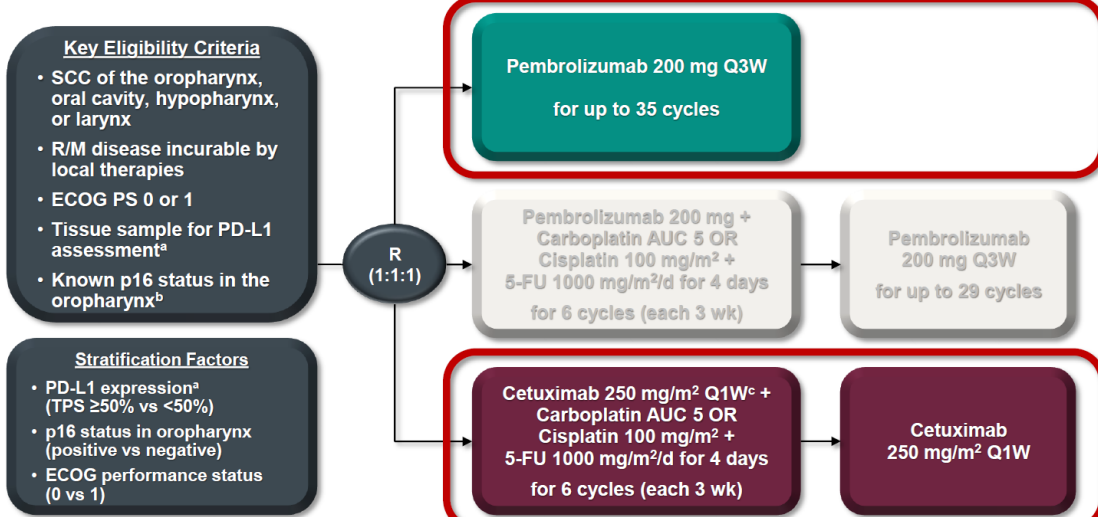 Key Eligibility Criteria
• SCC of the oropharynx,
oral cavity, hypopharynx,
or larynx
• R/M disease incurable by
local therapies
• ECOG PS 0 or 1
• Tissue sample for PD-L1
assessmentᵃ
• Known p16 status in the
oropharynxᵇ
Stratification Factors
• PD-L1 expressionᵃ
(TPS ≥50% vs <50%)
• p16 status in oropharynx
(positive vs negative)
• ECOG performance status
(0 vs 1)
R
(1:1:1)
Pembrolizumab 200 mg Q3W
for up to 35 cycles
Pembrolizumab 200 mg +
Carboplatin AUC 5 OR
Cisplatin 100 mg/m² +
5-FU 1000 mg/m²/d for 4 days
for 6 cycles (each 3 wk)
Pembrolizumab
200 mg Q3W
for up to 29 cycles
Cetuximab 250 mg/m² Q1Wᶜ +
Carboplatin AUC 5 OR
Cisplatin 100 mg/m² +
5-FU 1000 mg/m²/d for 4 days
for 6 cycles (each 3 wk)
Cetuximab
250 mg/m² Q1W